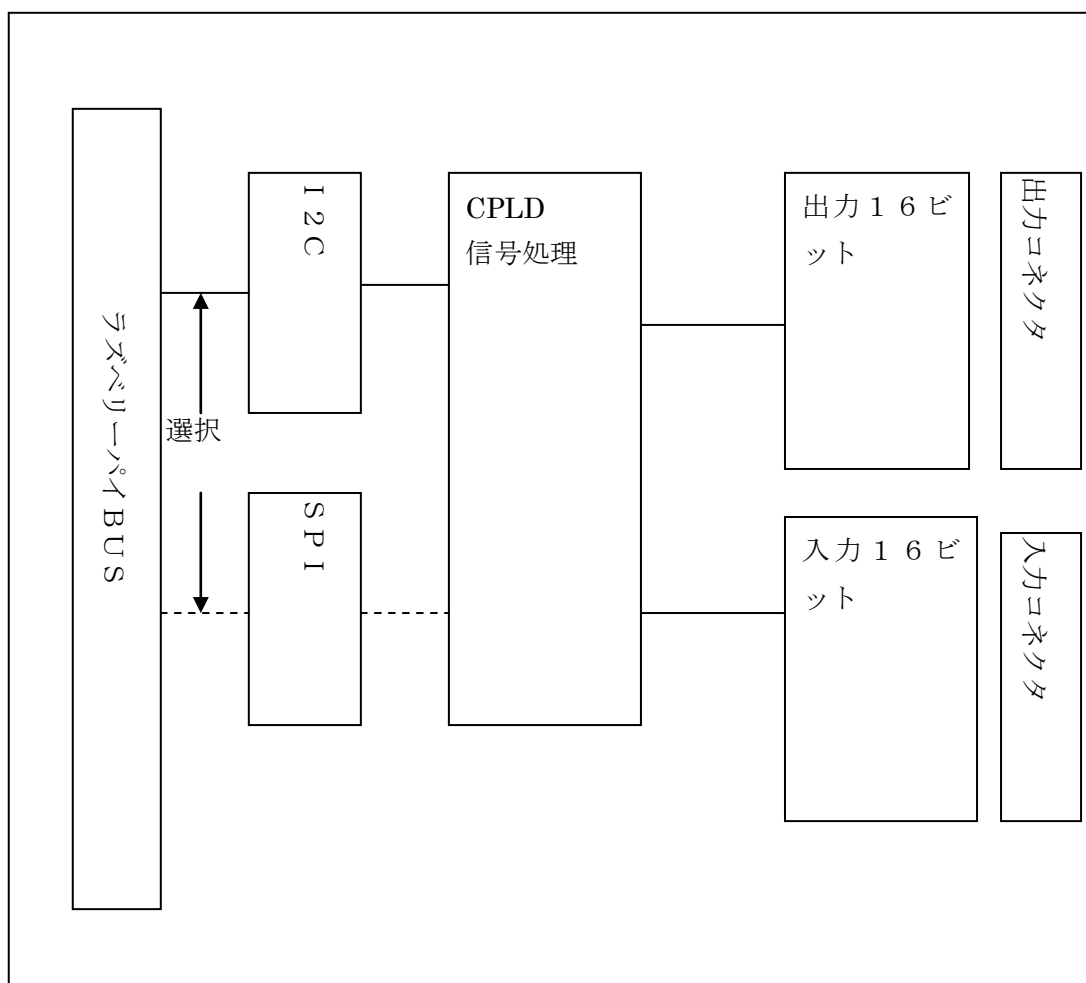 ラズベリーパイＢＵＳ
選択
Ｉ２Ｃ
ＳＰＩ
CPLD
信号処理
出力１６ビ
ット
出力コネクタ
入力１６ビ
ット
入力コネクタ